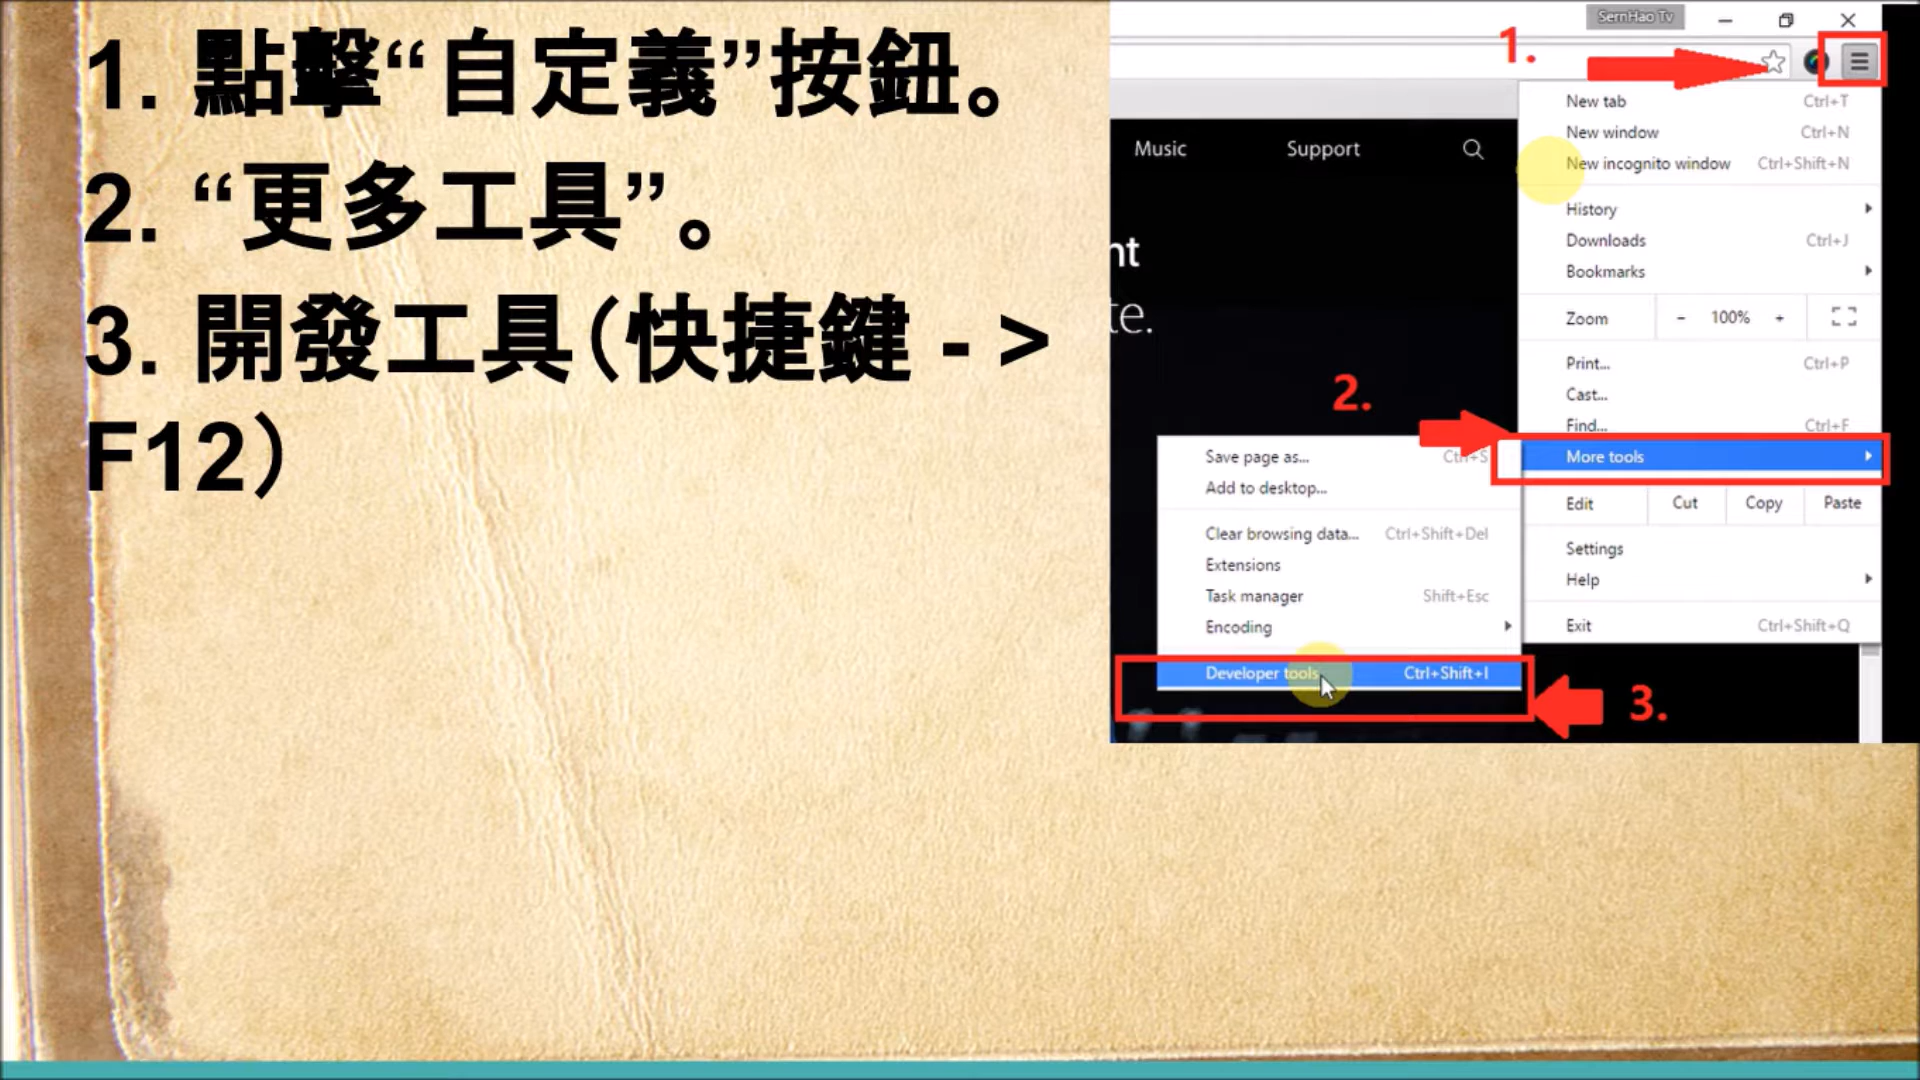 1. 點擊“自定義”按鈕。
2. “更多工具”。
3. 開發工具（快捷鍵 - >
F12）
SernHao Tv
1.
New tab Ctrl+T
New window Ctrl+N
New incognito window Ctrl+Shift+N
Music Support
History
Downloads Ctrl+J
Bookmarks
nt
te.
Zoom - 100% +
Print... Ctrl+P
Cast...
2.
Find... Ctrl+F
More tools
Save page as... Ctrl+S
Add to desktop...
Edit Cut Copy Paste
Clear browsing data... Ctrl+Shift+Del
Settings
Extensions
Help
Task manager Shift+Esc
Encoding
Exit Ctrl+Shift+Q
Developer tools Ctrl+Shift+I
3.